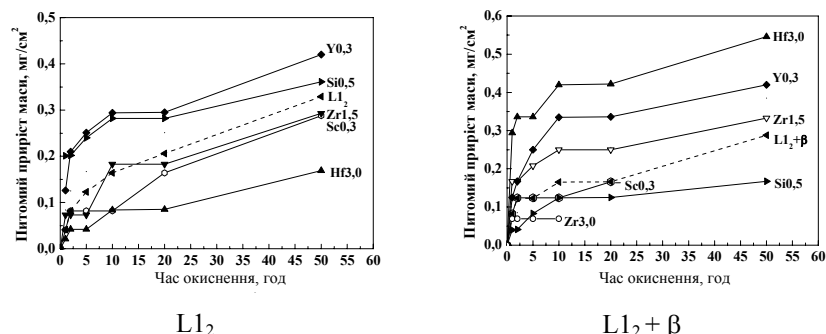 Питомий приріст маси, мг/см²
0,5
0,4
0,3
0,2
0,1
0,0
Y0,3
Si0,5
L1₂
Zr1,5
Sc0,3
Hf3,0
0 5 10 15 20 25 30 35 40 45 50 55 60
Час окиснення, год
L1₂
Питомий приріст маси, мг/см²
0,6
0,5
0,4
0,3
0,2
0,1
0,0
Hf3,0
Y0,3
Zr1,5
L1₂+β
Sc0,3
Si0,5
Zr3,0
0 5 10 15 20 25 30 35 40 45 50 55 60
Час окиснення, год
L1₂ + β